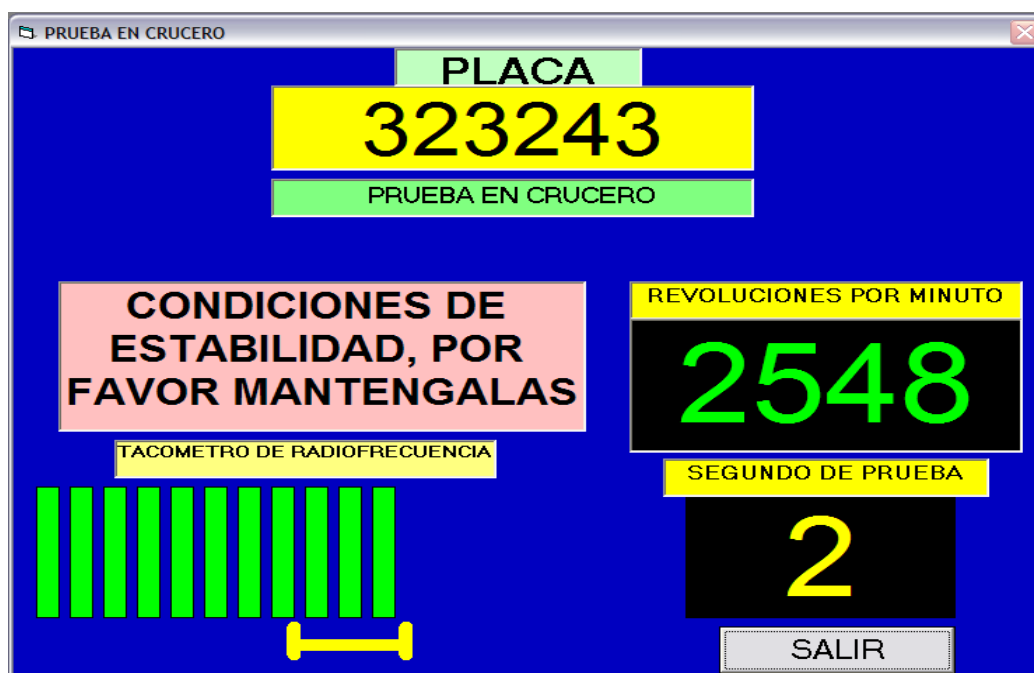 PRUEBA EN CRUCERO
PLACA
323243
PRUEBA EN CRUCERO
CONDICIONES DE
ESTABILIDAD, POR
FAVOR MANTENGALAS
REVOLUCIONES POR MINUTO
2548
TACOMETRO DE RADIOFRECUENCIA
SEGUNDO DE PRUEBA
2
SALIR